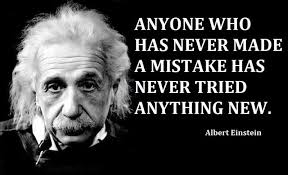 ANYONE WHO
HAS NEVER MADE
A MISTAKE HAS
NEVER TRIED
ANYTHING NEW.
Albert Einstein